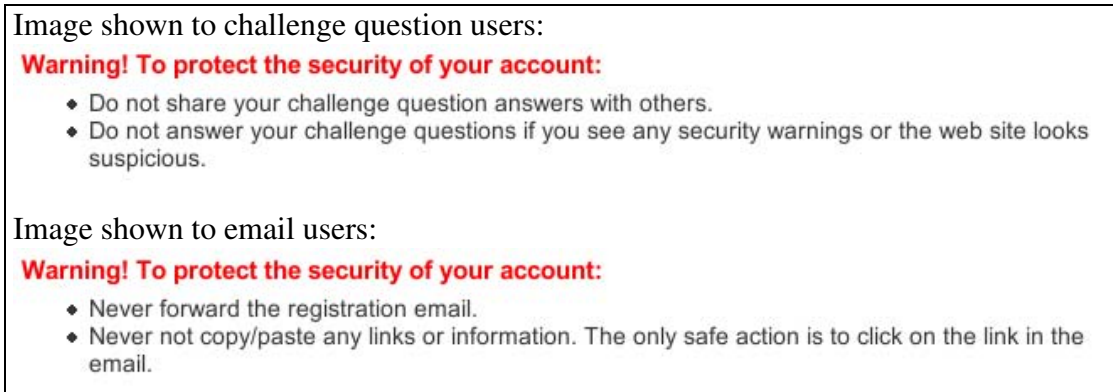 Image shown to challenge question users:
Warning! To protect the security of your account:
◆ Do not share your challenge question answers with others.
◆ Do not answer your challenge questions if you see any security warnings or the web site looks
suspicious.
Image shown to email users:
Warning! To protect the security of your account:
◆ Never forward the registration email.
◆ Never not copy/paste any links or information. The only safe action is to click on the link in the
email.